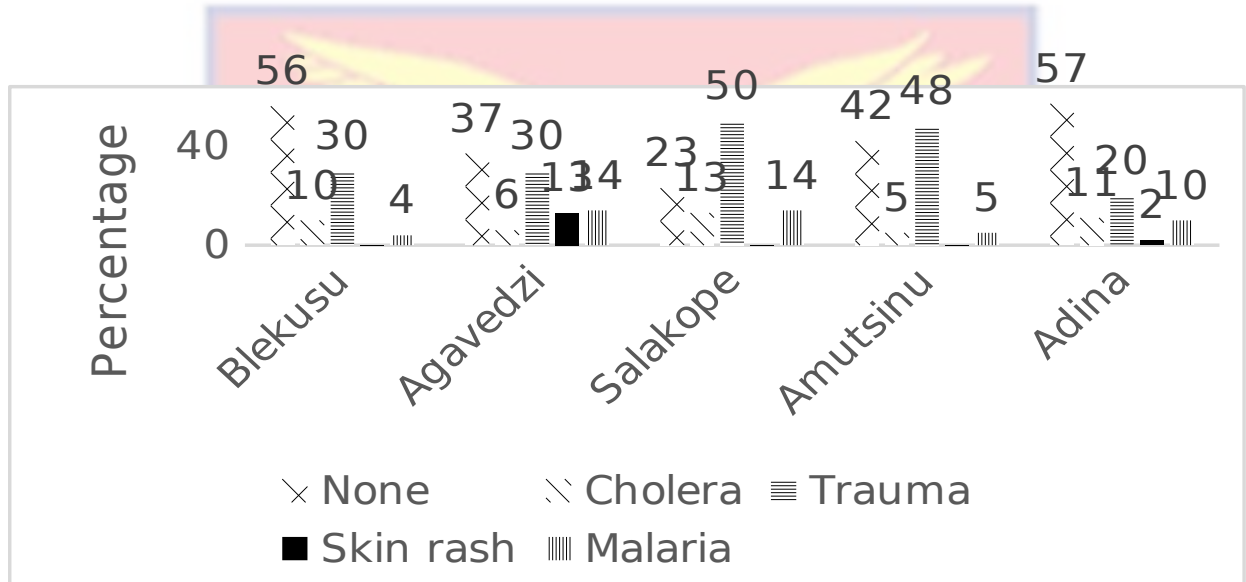 Percentage
40
0
56 10 30 4
37 6 30 13 14
23 13 50 14
42 5 48 5
57 11 20 2 10
Blekusu Agavedzi Salakope Amutsinu Adina
None Cholera Trauma
Skin rash Malaria